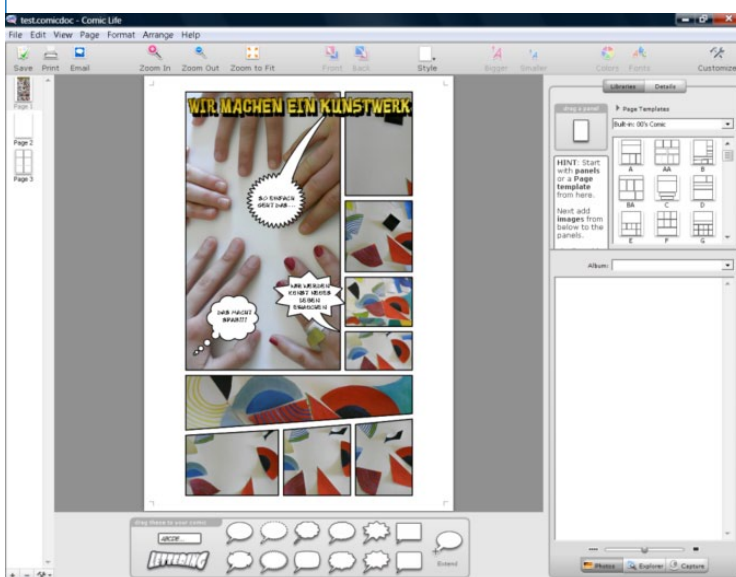 test.comicdoc - Comic Life
File Edit View Page Format Arrange Help
Save Print Email Zoom In Zoom Out Zoom to Fit Front Back Style Bigger Smaller Colors Fonts Customize
Page 1
Page 2
Page 3
WIR MACHEN EIN KUNSTWERK
SO EINFACH
GEHT DAS...
WIR WERDEN
KUNST NEUES
LEBEN
DAS MACHT
SPAß!!!
Libraries Details
drag a panel
Page Templates
Built-in: 00's Comic
HINT: Start
with panels
or a Page
template
from here.
Next add
images from
below to the
panels.
A AA B
BA C D
E F G
Album:
drag these to your comic
ABCDE...
LETTERING
Extend
Photos Explorer Capture